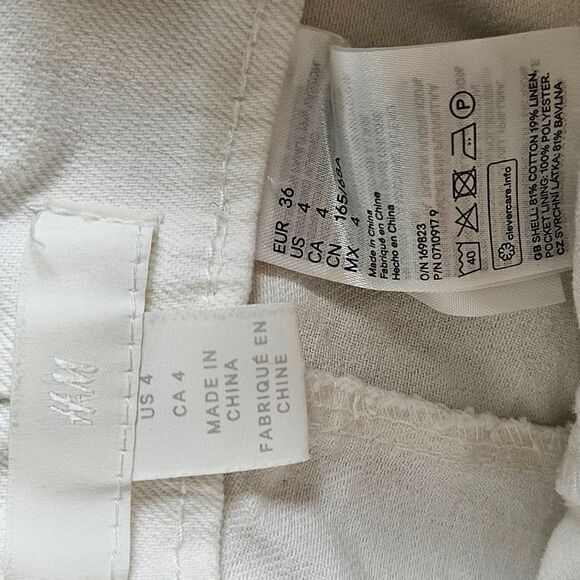 H&M
US 4
CA 4
MADE IN
CHINA
FABRIQUÉ EN
CHINE
EUR 36
US 4
CA 4
CN 165/68A
MX 4
Made in China
Fabriqué en Chine
Hecho en China
O/N 169823
P/N 0710917 9
40
P
clevercare.info
GB SHELL: 81% COTTON 19% LINEN.
POCKET LINING: 100% POLYESTER.
CZ SVRCHNÍ LÁTKA: 81% BAVLNA